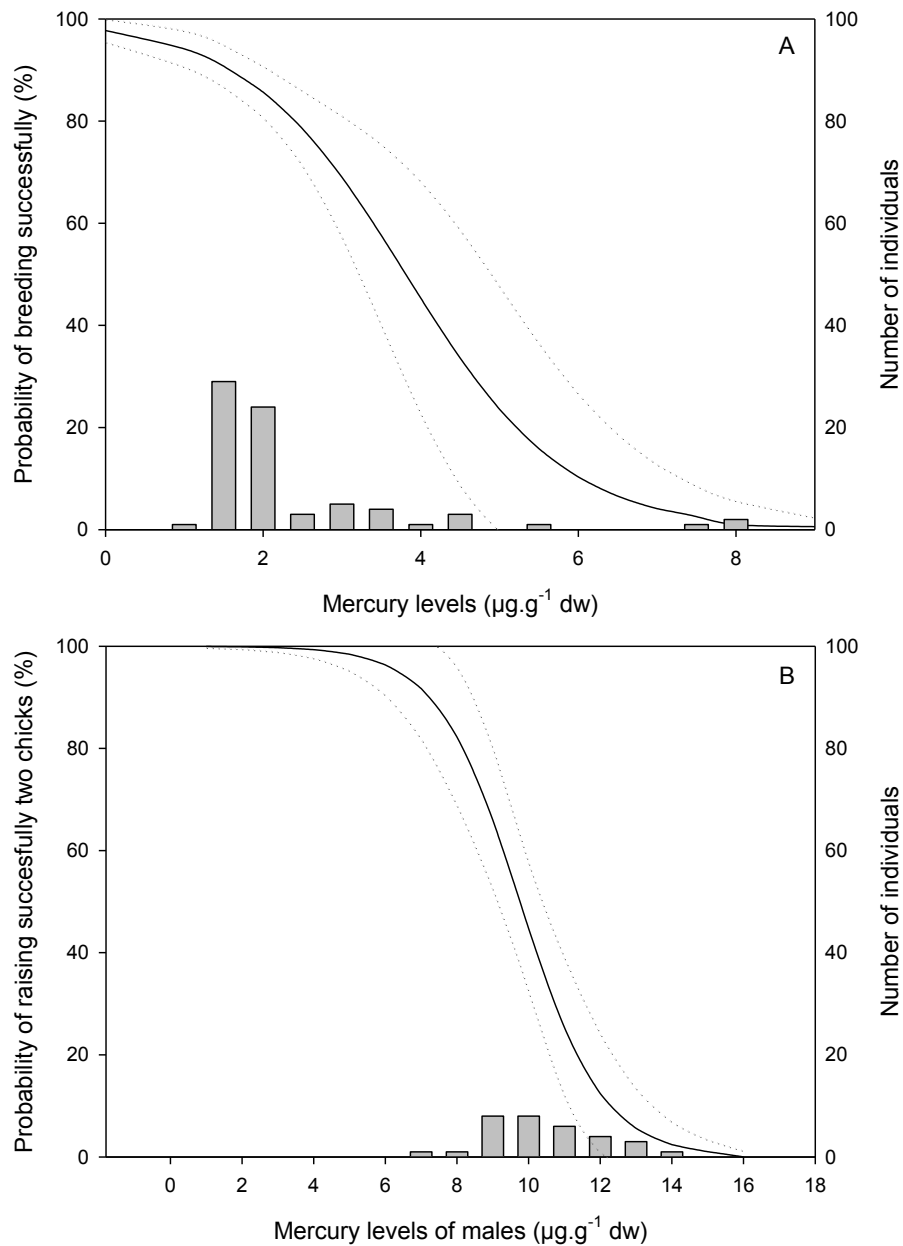 A
Probability of breeding successfully (%)
100
80
60
40
20
0
100
80
60
40
20
0
Number of individuals
0 2 4 6 8
Mercury levels (µg.g⁻¹ dw)
B
Probability of raising succesfully two chicks (%)
100
80
60
40
20
0
100
80
60
40
20
0
Number of individuals
0 2 4 6 8 10 12 14 16 18
Mercury levels of males (µg.g⁻¹ dw)